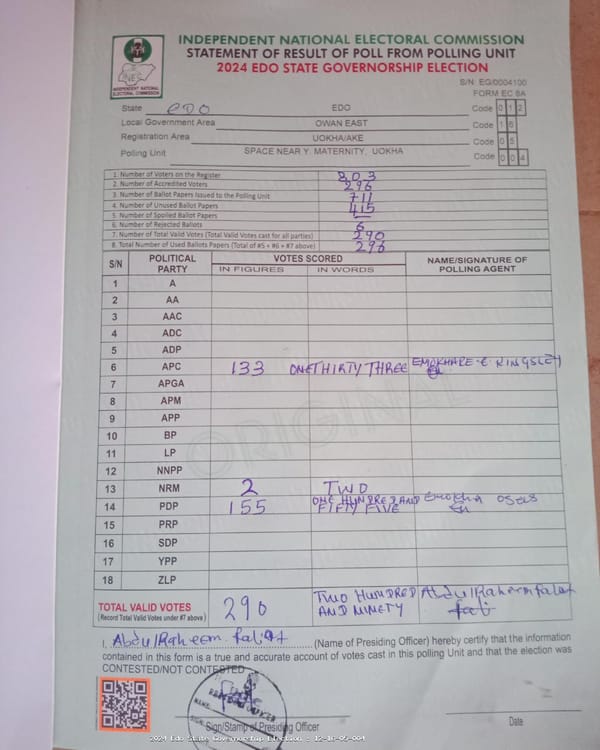 INDEPENDENT NATIONAL ELECTORAL COMMISSION
STATEMENT OF RESULT OF POLL FROM POLLING UNIT
2024 EDO STATE GOVERNORSHIP ELECTION
INEC
INDEPENDENT NATIONAL
ELECTORAL COMMISSION
S/N EG/0004100
FORM EC 8A
State EDO EDO Code 0 1 2
Local Government Area OWAN EAST Code 1 6
Registration Area UOKHA/AKE Code 0 5
Polling Unit SPACE NEAR Y. MATERNITY, UOKHA Code 0 0 4
1. Number of Voters on the Register 803
2. Number of Accredited Voters 296
3. Number of Ballot Papers Issued to the Polling Unit 711
4. Number of Unused Ballot Papers 415
5. Number of Spoiled Ballot Papers —
6. Number of Rejected Ballots 6
7. Number of Total Valid Votes (Total Valid Votes cast for all parties) 290
8. Total Number of Used Ballots Papers (Total of #5 + #6 + #7 above) 296
S/N POLITICAL PARTY VOTES SCORED NAME/SIGNATURE OF POLLING AGENT
IN FIGURES IN WORDS
1 A
2 AA
3 AAC
4 ADC
5 ADP
6 APC 133 ONE THIRTY THREE EMOKHARE-E KINGSLEY
7 APGA
8 APM
9 APP
10 BP
11 LP
12 NNPP
13 NRM 2 TWO
14 PDP 155 ONE HUNDRED AND FIFTY FIVE
15 PRP
16 SDP
17 YPP
18 ZLP
ORIGINAL
TOTAL VALID VOTES 290 TWO HUNDRED AND NINETY
(Record Total Valid Votes under #7 above)
I, (Name of Presiding Officer) hereby certify that the information
contained in this form is a true and accurate account of votes cast in this polling Unit and that the election was
CONTESTED/NOT CONTESTED
Sign/Stamp of Presiding Officer Date
2024 Edo State Governorship Election - 12-16-05-004